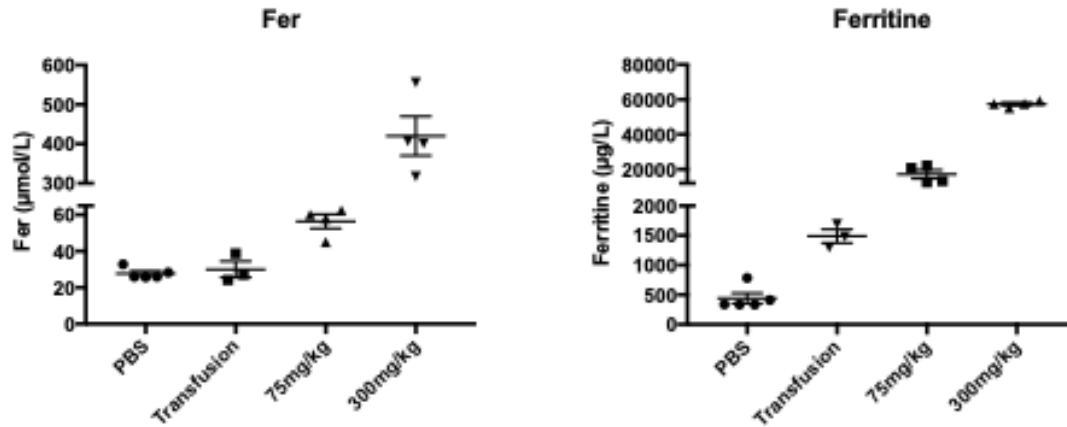 Fer
Fer (µmol/L)
600
500
400
300
60
40
20
0
PBS
Transfusion
75mg/kg
300mg/kg
Ferritine
Ferritine (µg/L)
80000
60000
40000
20000
2000
1500
1000
500
0
PBS
Transfusion
75mg/kg
300mg/kg